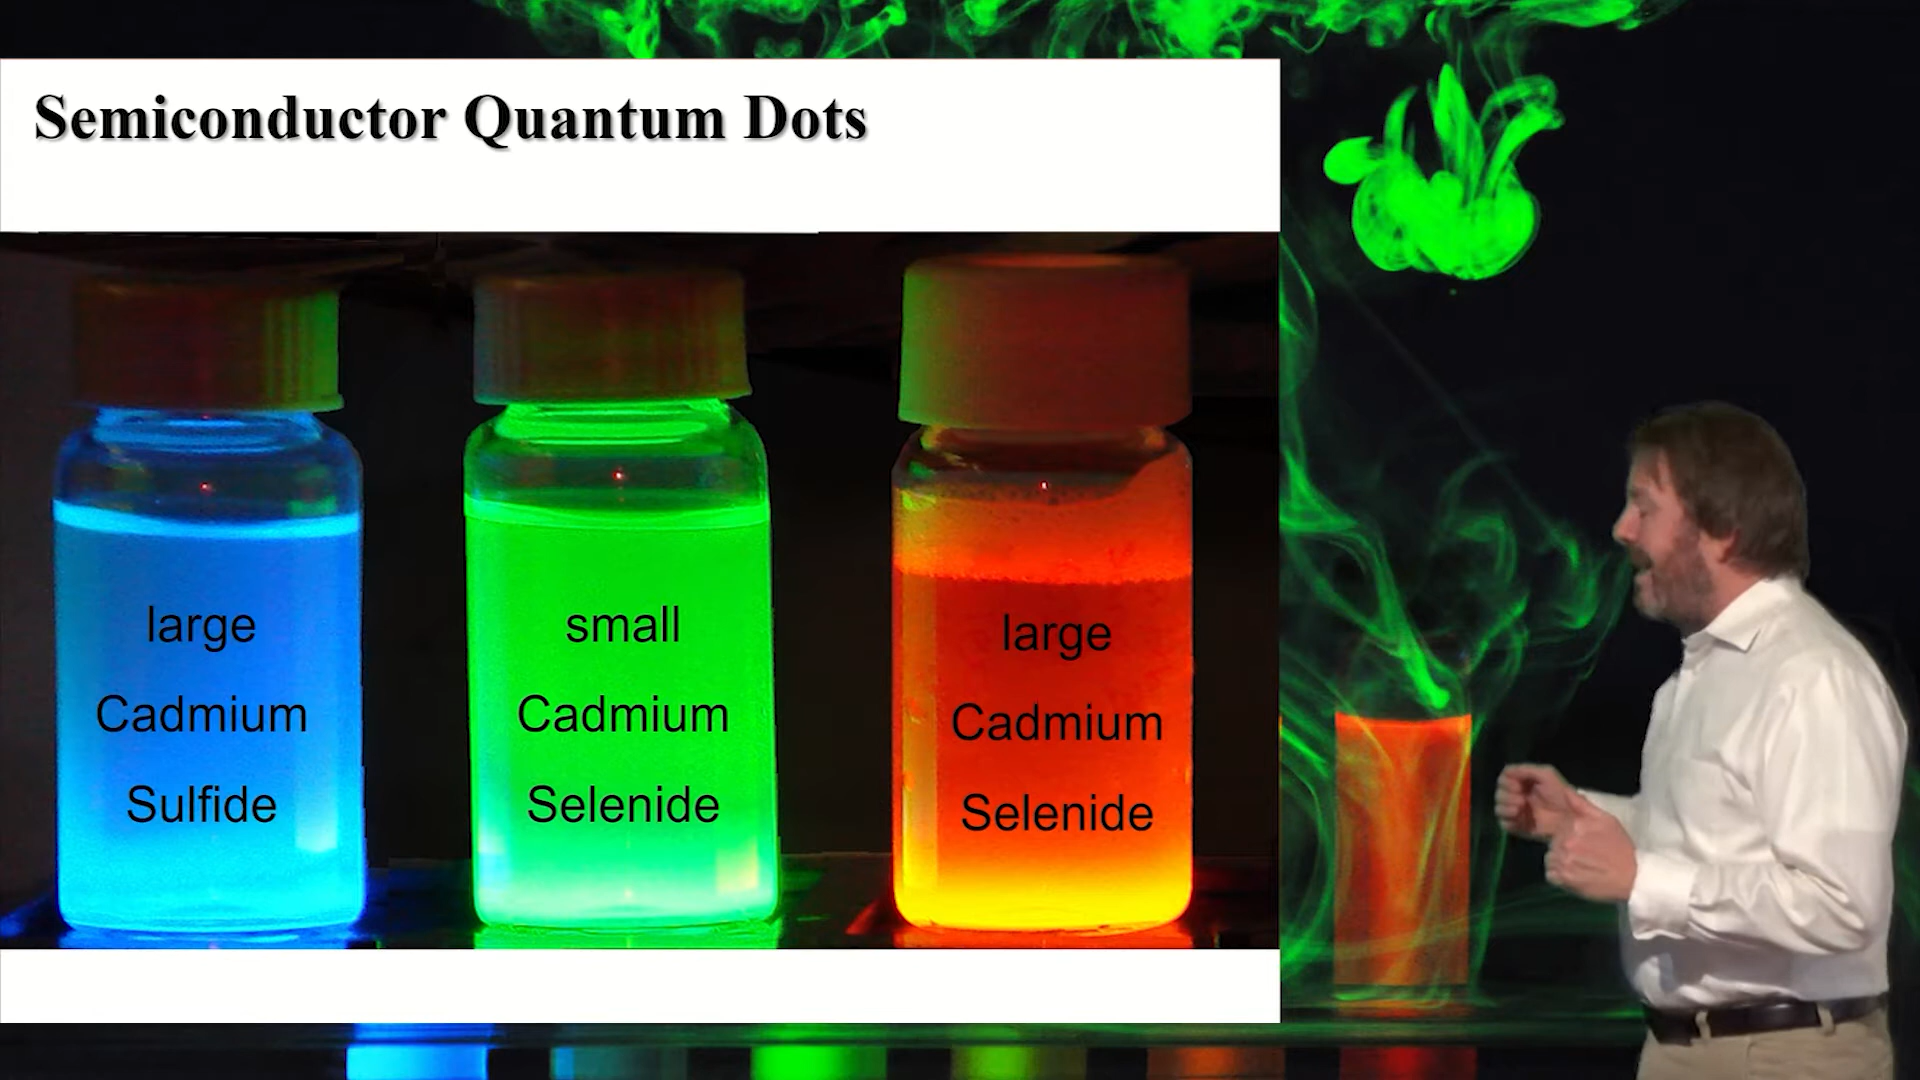 Semiconductor Quantum Dots
large
Cadmium
Sulfide
small
Cadmium
Selenide
large
Cadmium
Selenide